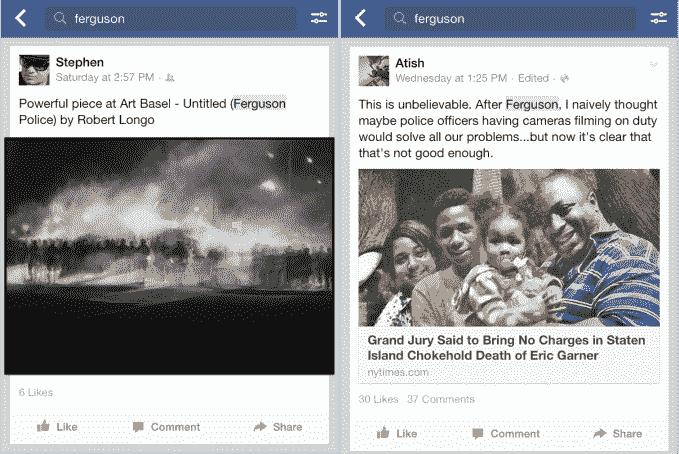 ferguson
Stephen
Saturday at 2:57 PM ·
Powerful piece at Art Basel - Untitled (Ferguson
Police) by Robert Longo
6 Likes
Like Comment Share
ferguson
Atish
Wednesday at 1:25 PM · Edited ·
This is unbelievable. After Ferguson, I naively thought
maybe police officers having cameras filming on duty
would solve all our problems...but now it's clear that
that's not good enough.
Grand Jury Said to Bring No Charges in Staten
Island Chokehold Death of Eric Garner
nytimes.com
30 Likes 37 Comments
Like Comment Share